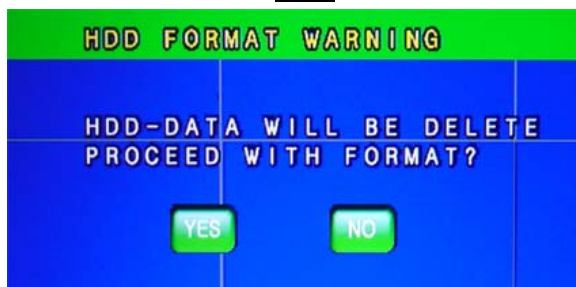 HDD FORMAT WARNING
HDD-DATA WILL BE DELETE
PROCEED WITH FORMAT?
YES NO